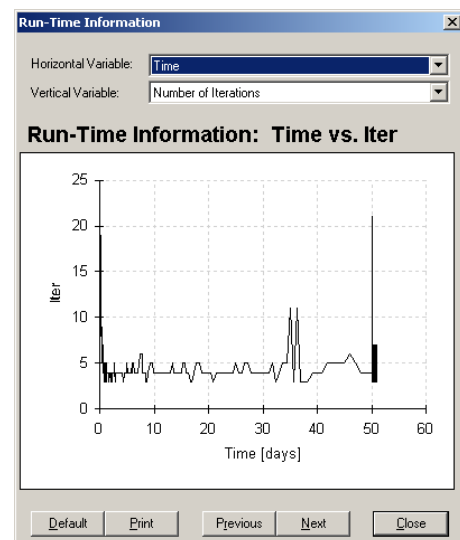 Run-Time Information
Horizontal Variable: Time
Vertical Variable: Number of Iterations
Run-Time Information: Time vs. Iter
25
20
15
10
5
0
Iter
0 10 20 30 40 50 60
Time [days]
Default Print Previous Next Close